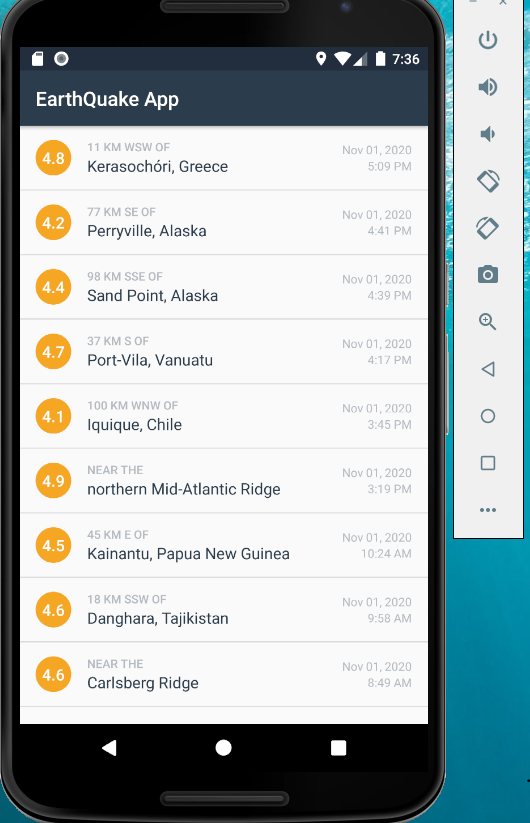 7:36
EarthQuake App
4.8
11 KM WSW OF
Kerasochóri, Greece
Nov 01, 2020
5:09 PM
4.2
77 KM SE OF
Perryville, Alaska
Nov 01, 2020
4:41 PM
4.4
98 KM SSE OF
Sand Point, Alaska
Nov 01, 2020
4:39 PM
4.7
37 KM S OF
Port-Vila, Vanuatu
Nov 01, 2020
4:17 PM
4.1
100 KM WNW OF
Iquique, Chile
Nov 01, 2020
3:45 PM
4.9
NEAR THE
northern Mid-Atlantic Ridge
Nov 01, 2020
3:19 PM
4.5
45 KM E OF
Kainantu, Papua New Guinea
Nov 01, 2020
10:24 AM
4.6
18 KM SSW OF
Danghara, Tajikistan
Nov 01, 2020
9:58 AM
4.6
NEAR THE
Carlsberg Ridge
Nov 01, 2020
8:49 AM